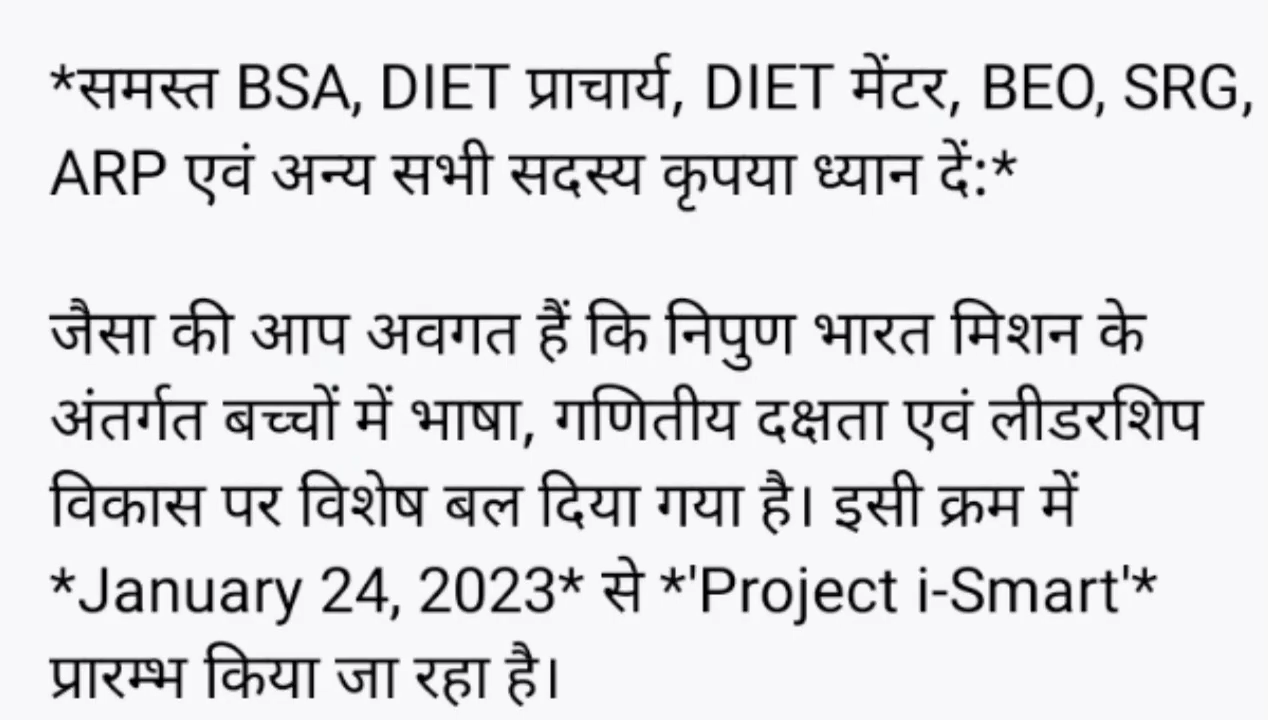 *समस्त BSA, DIET प्राचार्य, DIET मेंटर, BEO, SRG,
ARP एवं अन्य सभी सदस्य कृपया ध्यान दें:*
जैसा की आप अवगत हैं कि निपुण भारत मिशन के
अंतर्गत बच्चों में भाषा, गणितीय दक्षता एवं लीडरशिप
विकास पर विशेष बल दिया गया है। इसी क्रम में
*January 24, 2023* से *'Project i-Smart'*
प्रारम्भ किया जा रहा है।